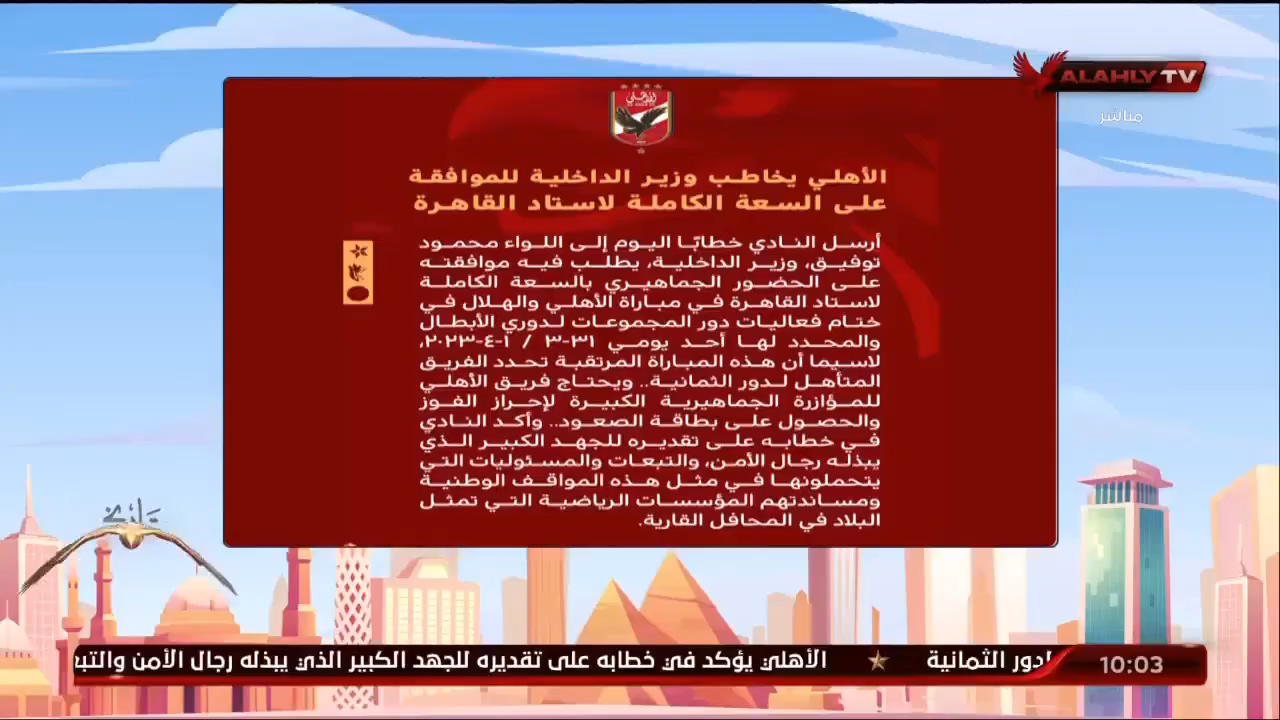 ALAHLY TV
مباشر
الأهلي يخاطب وزير الداخلية للموافقة
على السعة الكاملة لاستاد القاهرة
أرسل النادي خطابًا اليوم إلى اللواء محمود
توفيق، وزير الداخلية، يطلب فيه موافقته
على الحضور الجماهيري بالسعة الكاملة
لاستاد القاهرة في مباراة الأهلي والهلال في
ختام فعاليات دور المجموعات لدوري الأبطال
والمحدد لها أحد يومي ٣١-٣ / ١-٤-٢٠٢٣،
لاسيما أن هذه المباراة المرتقبة تحدد الفريق
المتأهل لدور الثمانية.. ويحتاج فريق الأهلي
للمؤازرة الجماهيرية الكبيرة لإحراز الفوز
والحصول على بطاقة الصعود.. وأكد النادي
في خطابه على تقديره للجهد الكبير الذي
يبذله رجال الأمن، والتبعات والمسئوليات التي
يتحملونها في مثل هذه المواقف الوطنية
ومساندتهم المؤسسات الرياضية التي تمثل
البلاد في المحافل القارية.
دور الثمانية ★ الأهلي يؤكد في خطابه على تقديره للجهد الكبير الذي يبذله رجال الأمن
10:03